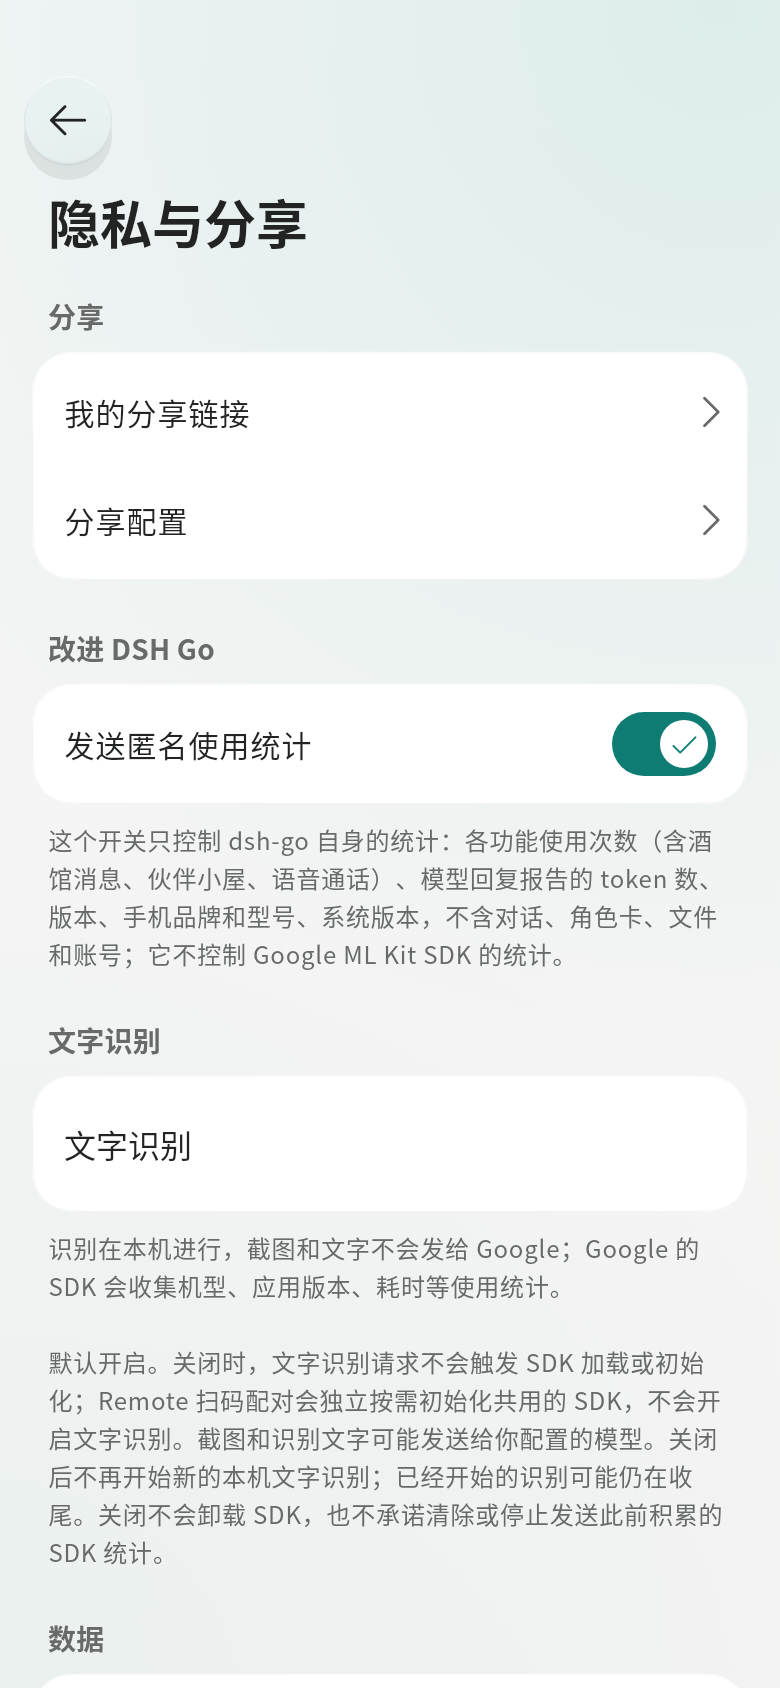 隐私与分享
分享
我的分享链接
分享配置
改进 DSH Go
发送匿名使用统计
这个开关只控制 dsh-go 自身的统计：各功能使用次数（含酒
馆消息、伙伴小屋、语音通话）、模型回复报告的 token 数、
版本、手机品牌和型号、系统版本，不含对话、角色卡、文件
和账号；它不控制 Google ML Kit SDK 的统计。
文字识别
文字识别
识别在本机进行，截图和文字不会发给 Google；Google 的
SDK 会收集机型、应用版本、耗时等使用统计。
默认开启。关闭时，文字识别请求不会触发 SDK 加载或初始
化；Remote 扫码配对会独立按需初始化共用的 SDK，不会开
启文字识别。截图和识别文字可能发送给你配置的模型。关闭
后不再开始新的本机文字识别；已经开始的识别可能仍在收
尾。关闭不会卸载 SDK，也不承诺清除或停止发送此前积累的
SDK 统计。
数据